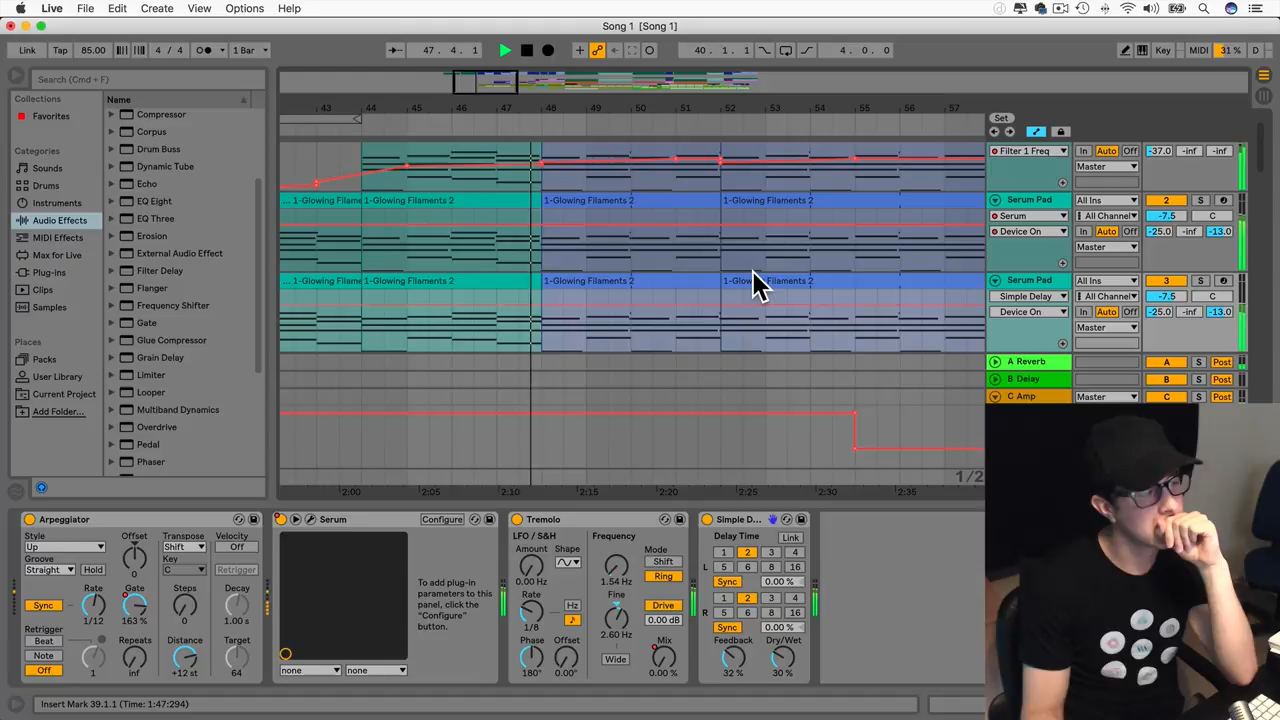 Live File Edit Create View Options Help
Song 1 [Song 1]
Link Tap 85.00 4 / 4 1 Bar 47. 4. 1 40. 1. 1 4. 0. 0 Key MIDI 31 % D
Search (Cmd + F)
Collections
Favorites
Categories
Sounds
Drums
Instruments
Audio Effects
MIDI Effects
Max for Live
Plug-ins
Clips
Samples
Places
Packs
User Library
Current Project
Add Folder...
Name
Compressor
Corpus
Drum Buss
Dynamic Tube
Echo
EQ Eight
EQ Three
Erosion
External Audio Effect
Filter Delay
Flanger
Frequency Shifter
Gate
Glue Compressor
Grain Delay
Limiter
Looper
Multiband Dynamics
Overdrive
Pedal
Phaser
43 44 45 46 47 48 49 50 51 52 53 54 55 57
... 1-Glowing Filame 1-Glowing Filaments 2 1-Glowing Filaments 2 1-Glowing Filaments 2
... 1-Glowing Filame 1-Glowing Filaments 2 1-Glowing Filaments 2 1-Glowing Filaments 2
1/2
2:00 2:05 2:10 2:15 2:20 2:25 2:30 2:35
Set
Filter 1 Freq In Auto Off -37.0 -inf -inf
Master
Serum Pad All Ins 2 S
Serum All Channel -7.5 C
Device On In Auto Off -25.0 -inf -13.0
Master
Serum Pad All Ins 3 S
Simple Delay All Channel -7.5 C
Device On In Auto Off -25.0 -inf -13.0
Master
A Reverb A S Post
B Delay B S Post
C Amp Master C S Post
Arpeggiator
Style
Up
Groove
Straight Hold
Sync
Rate
1/12
Gate
163 %
Retrigger
Beat
Note
Off
1
Repeats
inf
Offset
0
Transpose
Shift
Key
C
Steps
0
Distance
+12 st
Velocity
Off
Retrigger
Decay
1.00 s
Target
64
Serum Configure
To add plug-in
parameters to this
panel, click the
"Configure"
button.
none none
Tremolo
LFO / S&H
Amount
0.00 Hz
Shape
Rate
1/8
Hz
Phase
180°
Offset
0.00°
Frequency
1.54 Hz
Fine
2.60 Hz
Wide
Mode
Shift
Ring
Drive
0.00 dB
Mix
0.00 %
Simple D...
Delay Time Link
1 2 3 4
L 5 6 8 16
Sync 0.00 %
1 2 3 4
R 5 6 8 16
Sync 0.00 %
Feedback
32 %
Dry/Wet
30 %
Insert Mark 39.1.1 (Time: 1:47:294)